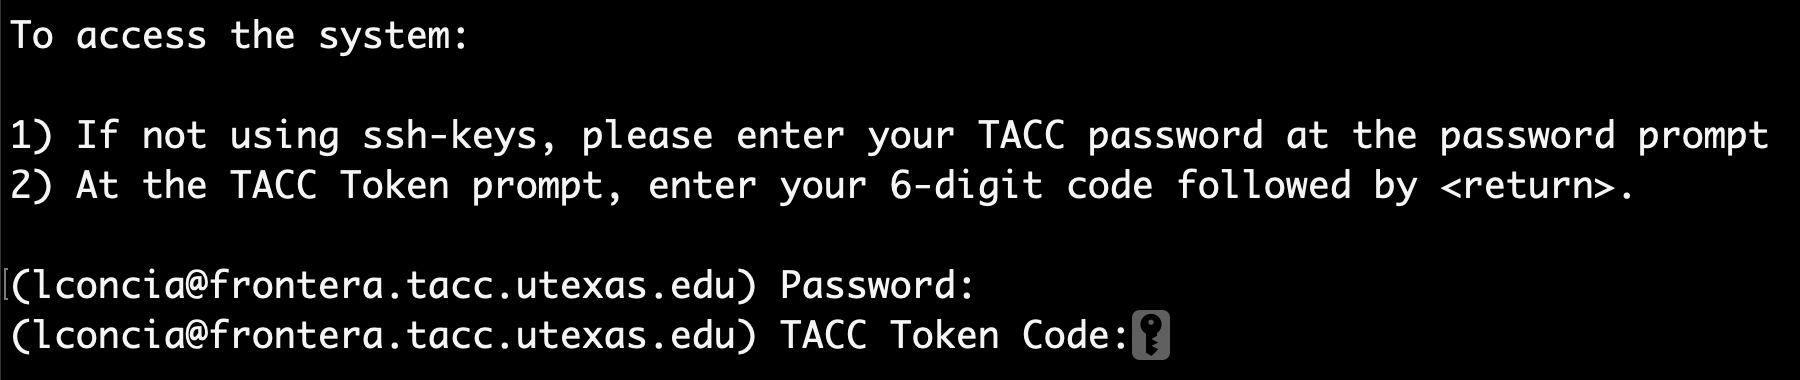 To access the system:
1) If not using ssh-keys, please enter your TACC password at the password prompt
2) At the TACC Token prompt, enter your 6-digit code followed by <return>.
[(lconcia@frontera.tacc.utexas.edu) Password:
(lconcia@frontera.tacc.utexas.edu) TACC Token Code: